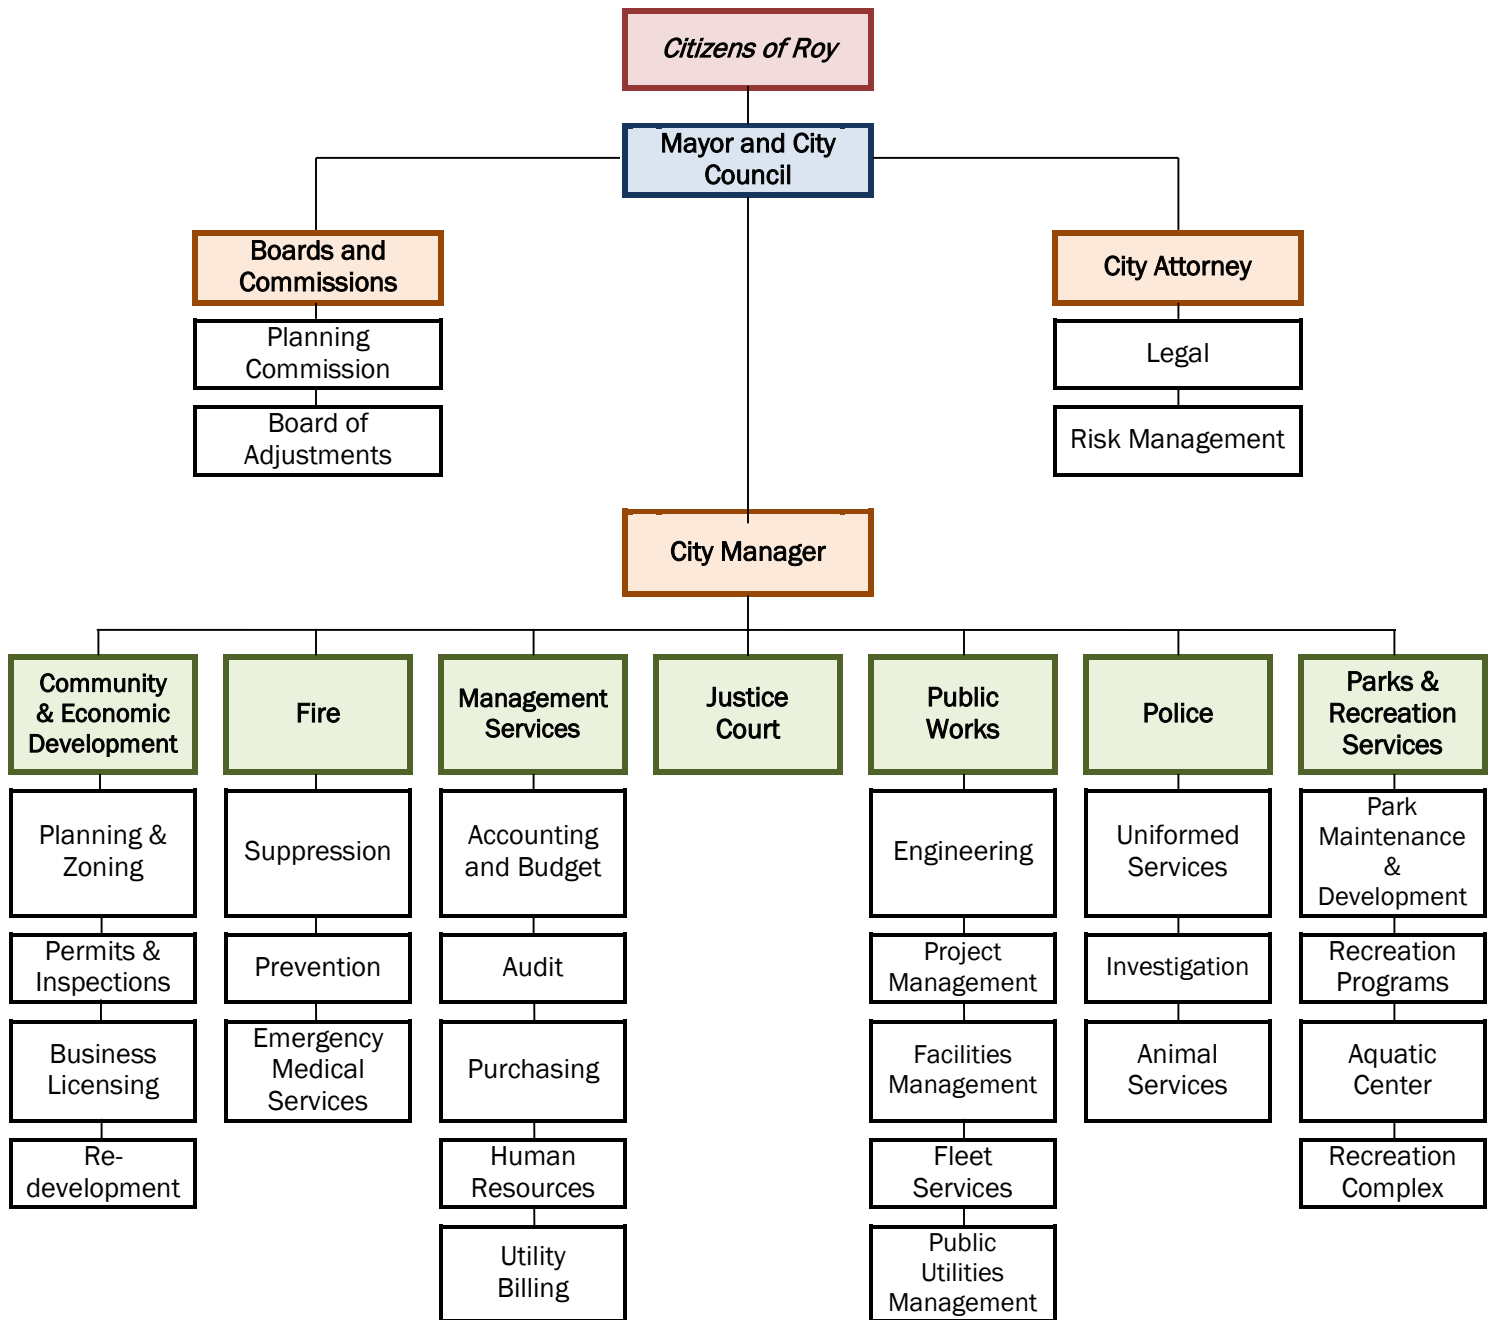 Citizens of Roy
Mayor and City
Council
Boards and
Commissions
Planning
Commission
Board of
Adjustments
City Attorney
Legal
Risk Management
City Manager
Community
& Economic
Development
Planning &
Zoning
Permits &
Inspections
Business
Licensing
Re-
development
Fire
Suppression
Prevention
Emergency
Medical
Services
Management
Services
Accounting
and Budget
Audit
Purchasing
Human
Resources
Utility
Billing
Justice
Court
Public
Works
Engineering
Project
Management
Facilities
Management
Fleet
Services
Public
Utilities
Management
Police
Uniformed
Services
Investigation
Animal
Services
Parks &
Recreation
Services
Park
Maintenance
&
Development
Recreation
Programs
Aquatic
Center
Recreation
Complex